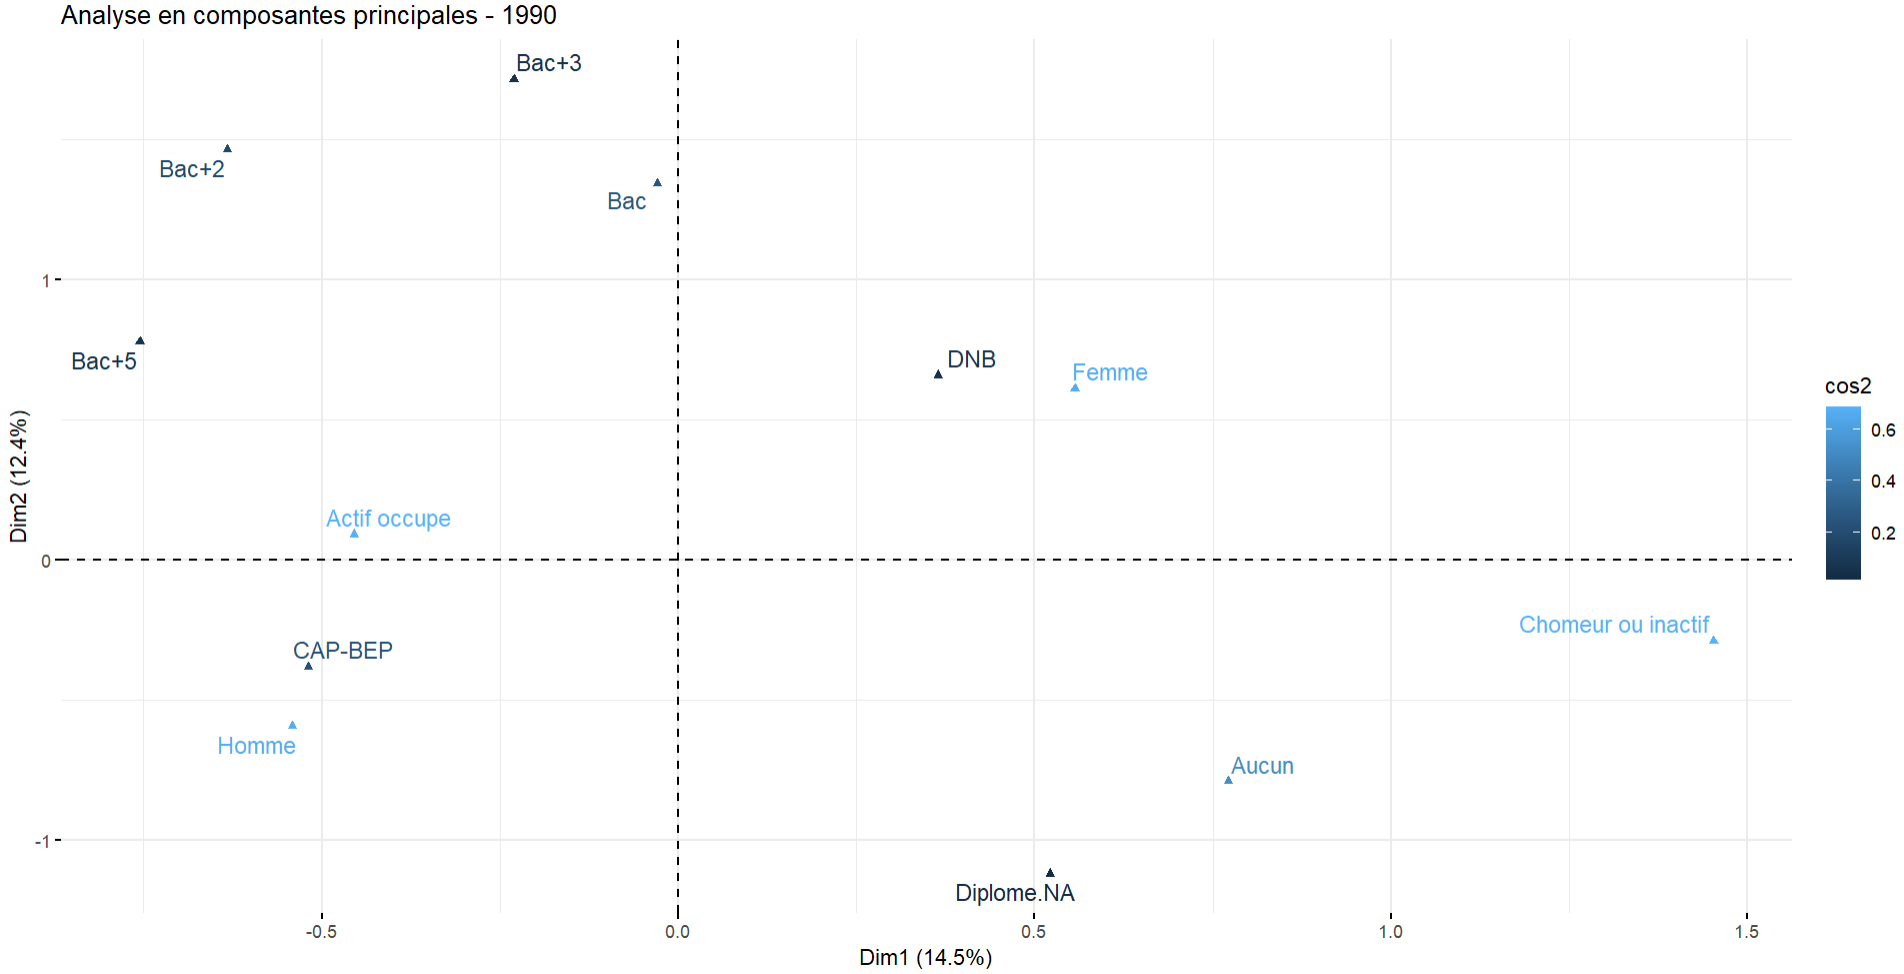 Analyse en composantes principales - 1990
Bac+3
Bac+2
Bac
1
Bac+5
DNB
Femme
cos2
0.6
0.4
0.2
Dim2 (12.4%)
Actif occupe
0
Chomeur ou inactif
CAP-BEP
Homme
Aucun
-1
Diplome.NA
-0.5
0.0
0.5
1.0
1.5
Dim1 (14.5%)